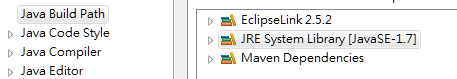 Java Build Path
Java Code Style
Java Compiler
Java Editor
EclipseLink 2.5.2
JRE System Library [JavaSE-1.7]
Maven Dependencies